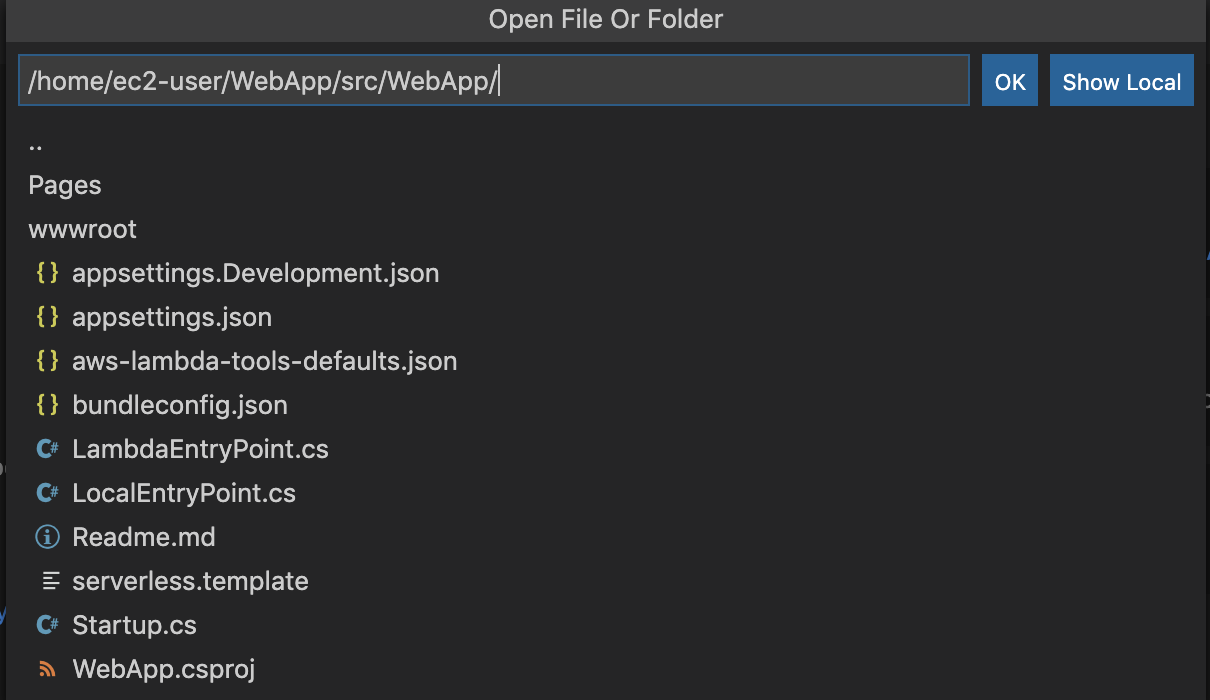 Open File Or Folder
/home/ec2-user/WebApp/src/WebApp/ OK Show Local
..
Pages
wwwroot
{} appsettings.Development.json
{} appsettings.json
{} aws-lambda-tools-defaults.json
{} bundleconfig.json
C# LambdaEntryPoint.cs
C# LocalEntryPoint.cs
Readme.md
serverless.template
C# Startup.cs
WebApp.csproj